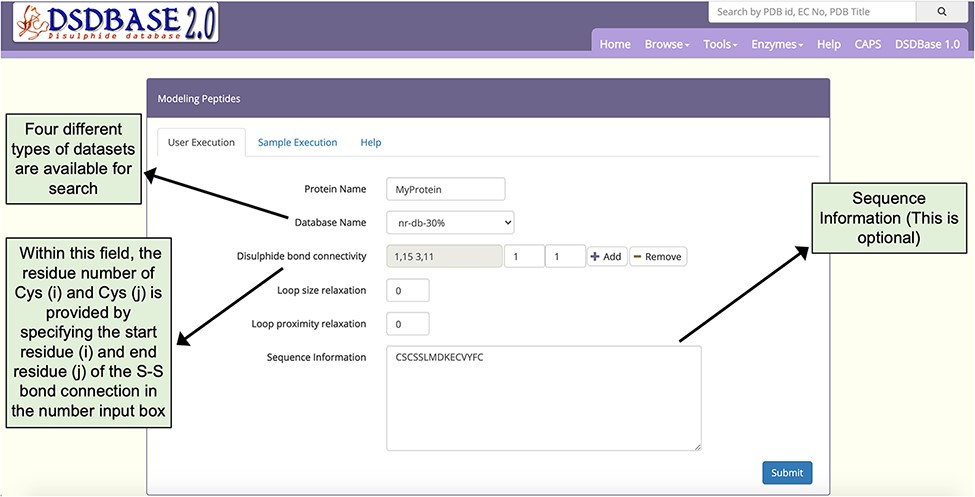 DSDBASE 2.0
Disulphide database
Search by PDB id, EC No, PDB Title
Home Browse Tools Enzymes Help CAPS DSDBase 1.0
Modeling Peptides
User Execution Sample Execution Help
Four different
types of datasets
are available for
search
Protein Name MyProtein
Database Name nr-db-30%
Disulphide bond connectivity 1,15 3,11 1 1 Add Remove
Loop size relaxation 0
Loop proximity relaxation 0
Sequence Information CSCSSLMDKECVYFC
Within this field, the
residue number of
Cys (i) and Cys (j) is
provided by
specifying the start
residue (i) and end
residue (j) of the S-S
bond connection in
the number input box
Sequence
Information (This is
optional)
Submit